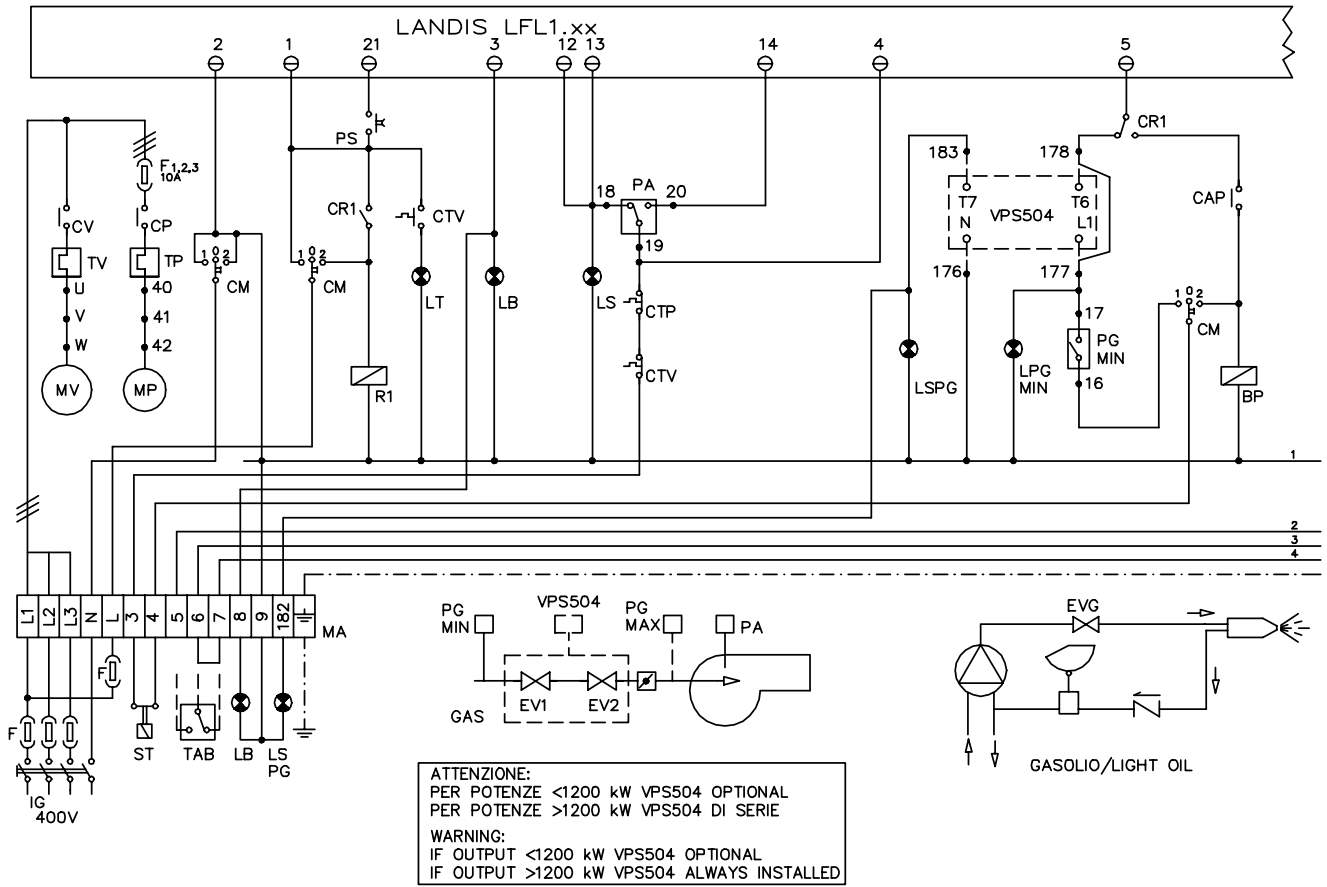 LANDIS LFL1.xx
2 1 21 3 12 13 14 4 5
PS
CR1
F1,2,3
10A
183 178
18 PA 20
CAP
CV CP
CR1 CTV
T7 VPS504 T6
N L1
TV TP
19
1 0 2
CM
1 0 2
CM
176 177
U 40
LT LB LS
CTP
V 41
17
1 0 2
CM
W 42
PG
MIN
CTV
LSPG
LPG
MIN
16
MV MP
R1
BP
1
2
3
4
L1 L2 L3 N L 3 4 5 6 7 8 9 182
MA
PG
MIN
VPS504
PG
MAX
PA
EVG
F
EV1 EV2
GAS
F
ST TAB LB LS
PG
GASOLIO/LIGHT OIL
IG
400V
ATTENZIONE:
PER POTENZE <1200 kW VPS504 OPTIONAL
PER POTENZE >1200 kW VPS504 DI SERIE
WARNING:
IF OUTPUT <1200 kW VPS504 OPTIONAL
IF OUTPUT >1200 kW VPS504 ALWAYS INSTALLED